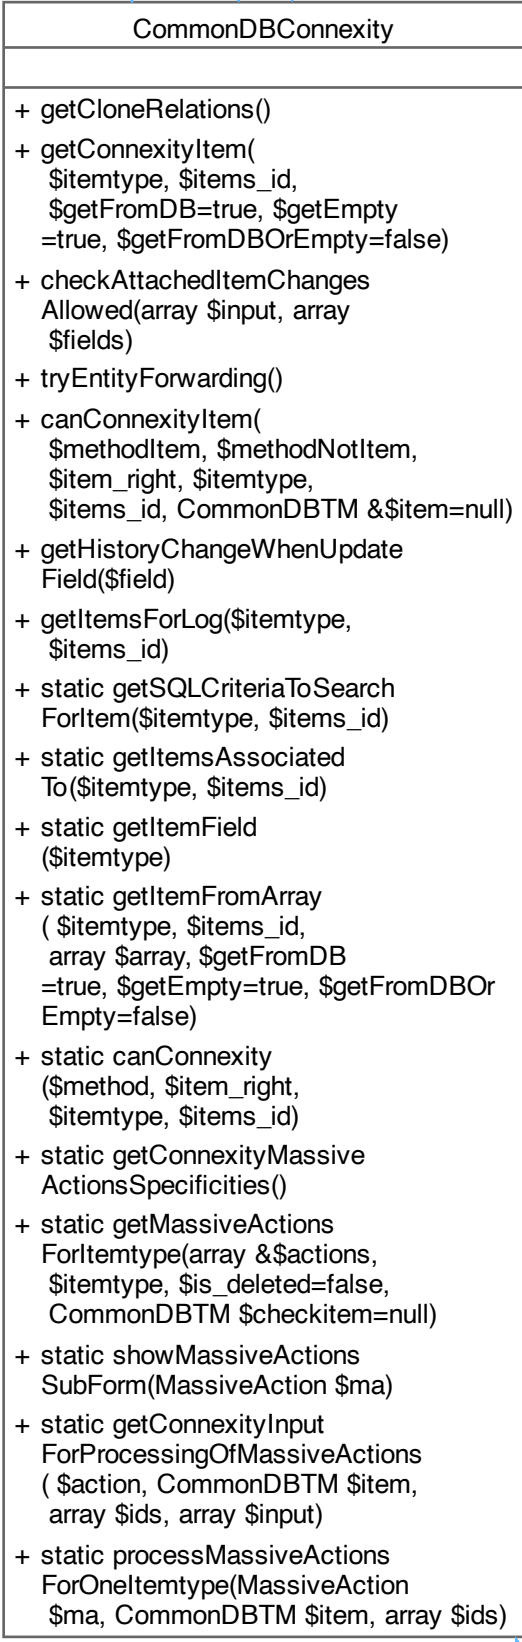 CommonDBConnexity
+ getCloneRelations()
+ getConnexityItem(
$itemtype, $items_id,
$getFromDB=true, $getEmpty
=true, $getFromDBOrEmpty=false)
+ checkAttachedItemChanges
Allowed(array $input, array
$fields)
+ tryEntityForwarding()
+ canConnexityItem(
$methodItem, $methodNotItem,
$item_right, $itemtype,
$items_id, CommonDBTM &$item=null)
+ getHistoryChangeWhenUpdate
Field($field)
+ getItemsForLog($itemtype,
$items_id)
+ static getSQLCriteriaToSearch
ForItem($itemtype, $items_id)
+ static getItemsAssociated
To($itemtype, $items_id)
+ static getItemField
($itemtype)
+ static getItemFromArray
( $itemtype, $items_id,
array $array, $getFromDB
=true, $getEmpty=true, $getFromDBOr
Empty=false)
+ static canConnexity
($method, $item_right,
$itemtype, $items_id)
+ static getConnexityMassive
ActionsSpecificities()
+ static getMassiveActions
ForItemtype(array &$actions,
$itemtype, $is_deleted=false,
CommonDBTM $checkitem=null)
+ static showMassiveActions
SubForm(MassiveAction $ma)
+ static getConnexityInput
ForProcessingOfMassiveActions
( $action, CommonDBTM $item,
array $ids, array $input)
+ static processMassiveActions
ForOneItemtype(MassiveAction
$ma, CommonDBTM $item, array $ids)